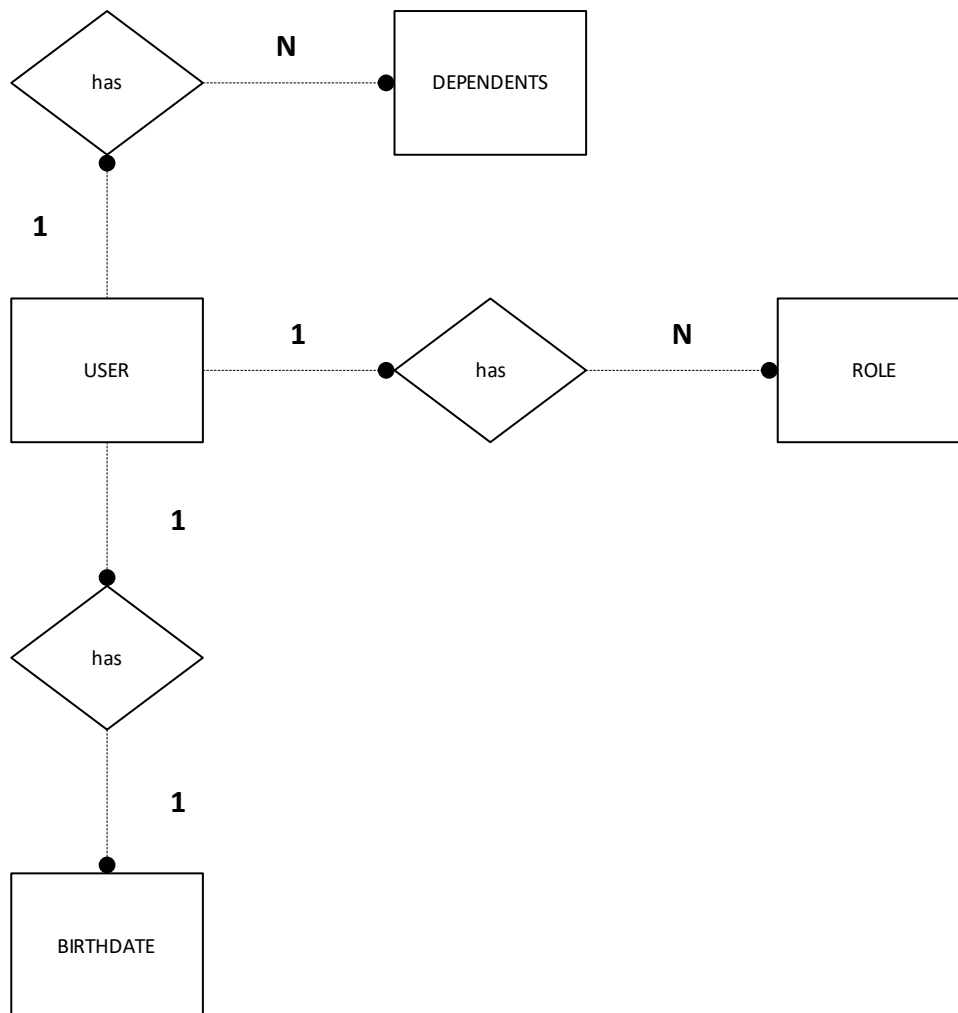 has
N
DEPENDENTS
1
USER
1
has
N
ROLE
1
has
1
BIRTHDATE